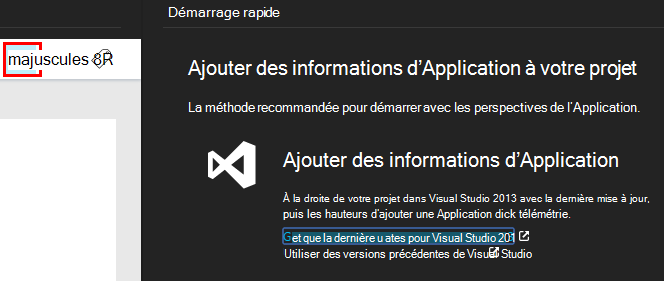 Démarrage rapide
majuscules 8R
Ajouter des informations d'Application à votre projet
La méthode recommandée pour démarrer avec les perspectives de l'Application.
Ajouter des informations d'Application
À la droite de votre projet dans Visual Studio 2013 avec la dernière mise à jour,
puis les hauteurs d'ajouter une Application dick télémétrie.
Get que la dernière u ates pour Visual Studio 201
Utiliser des versions précédentes de Visual Studio